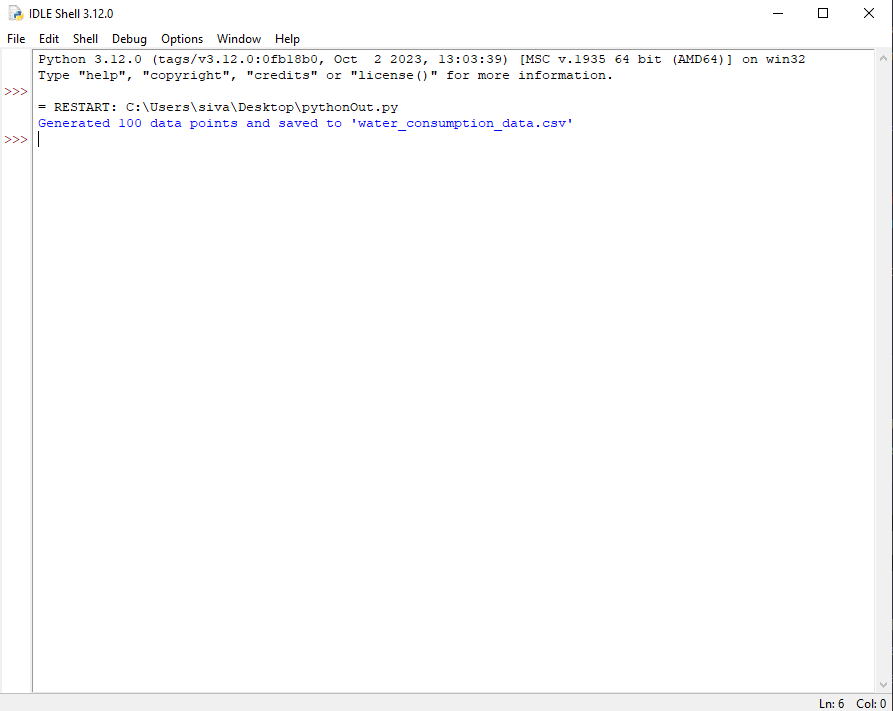 IDLE Shell 3.12.0
File Edit Shell Debug Options Window Help
Python 3.12.0 (tags/v3.12.0:0fb18b0, Oct  2 2023, 13:03:39) [MSC v.1935 64 bit (AMD64)] on win32
Type "help", "copyright", "credits" or "license()" for more information.
>>>
= RESTART: C:\Users\siva\Desktop\pythonOut.py
Generated 100 data points and saved to 'water_consumption_data.csv'
>>>
Ln: 6 Col: 0